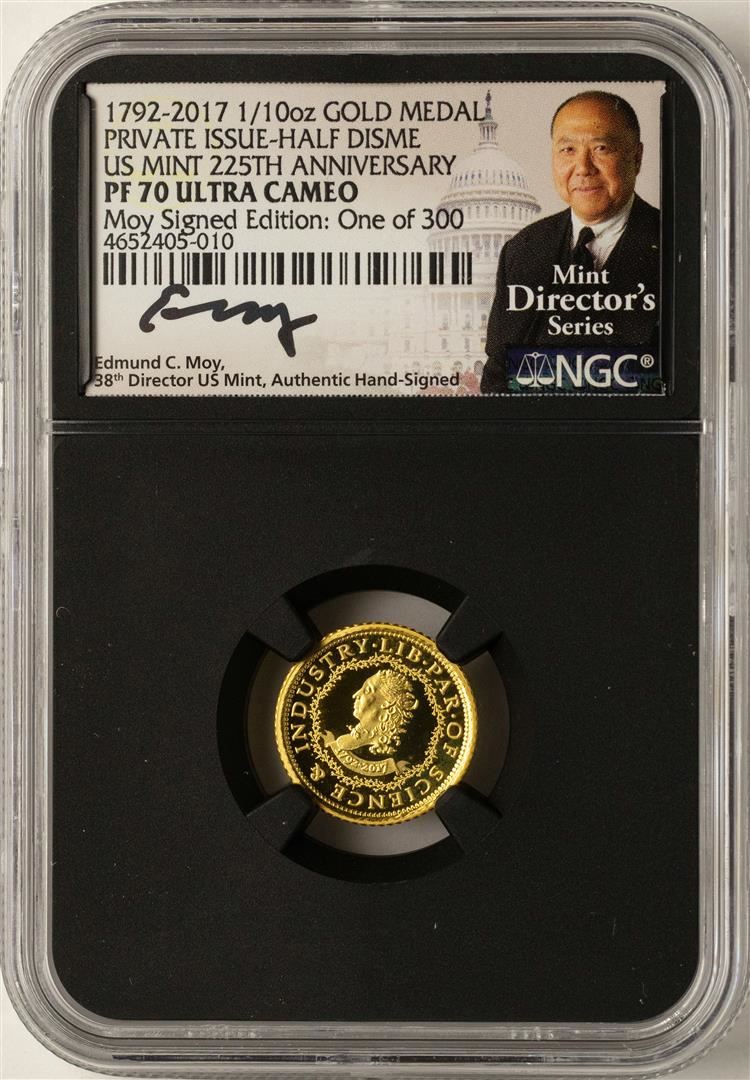 1792-2017 1/10oz GOLD MEDAL
PRIVATE ISSUE-HALF DISME
US MINT 225TH ANNIVERSARY
PF 70 ULTRA CAMEO
Moy Signed Edition: One of 300
4652405-010
Edmund C. Moy,
38th Director US Mint, Authentic Hand-Signed
Mint
Director's
Series
NGC®
INDUSTRY·LIB·PAR·OF SCIENCE &
1792-2017